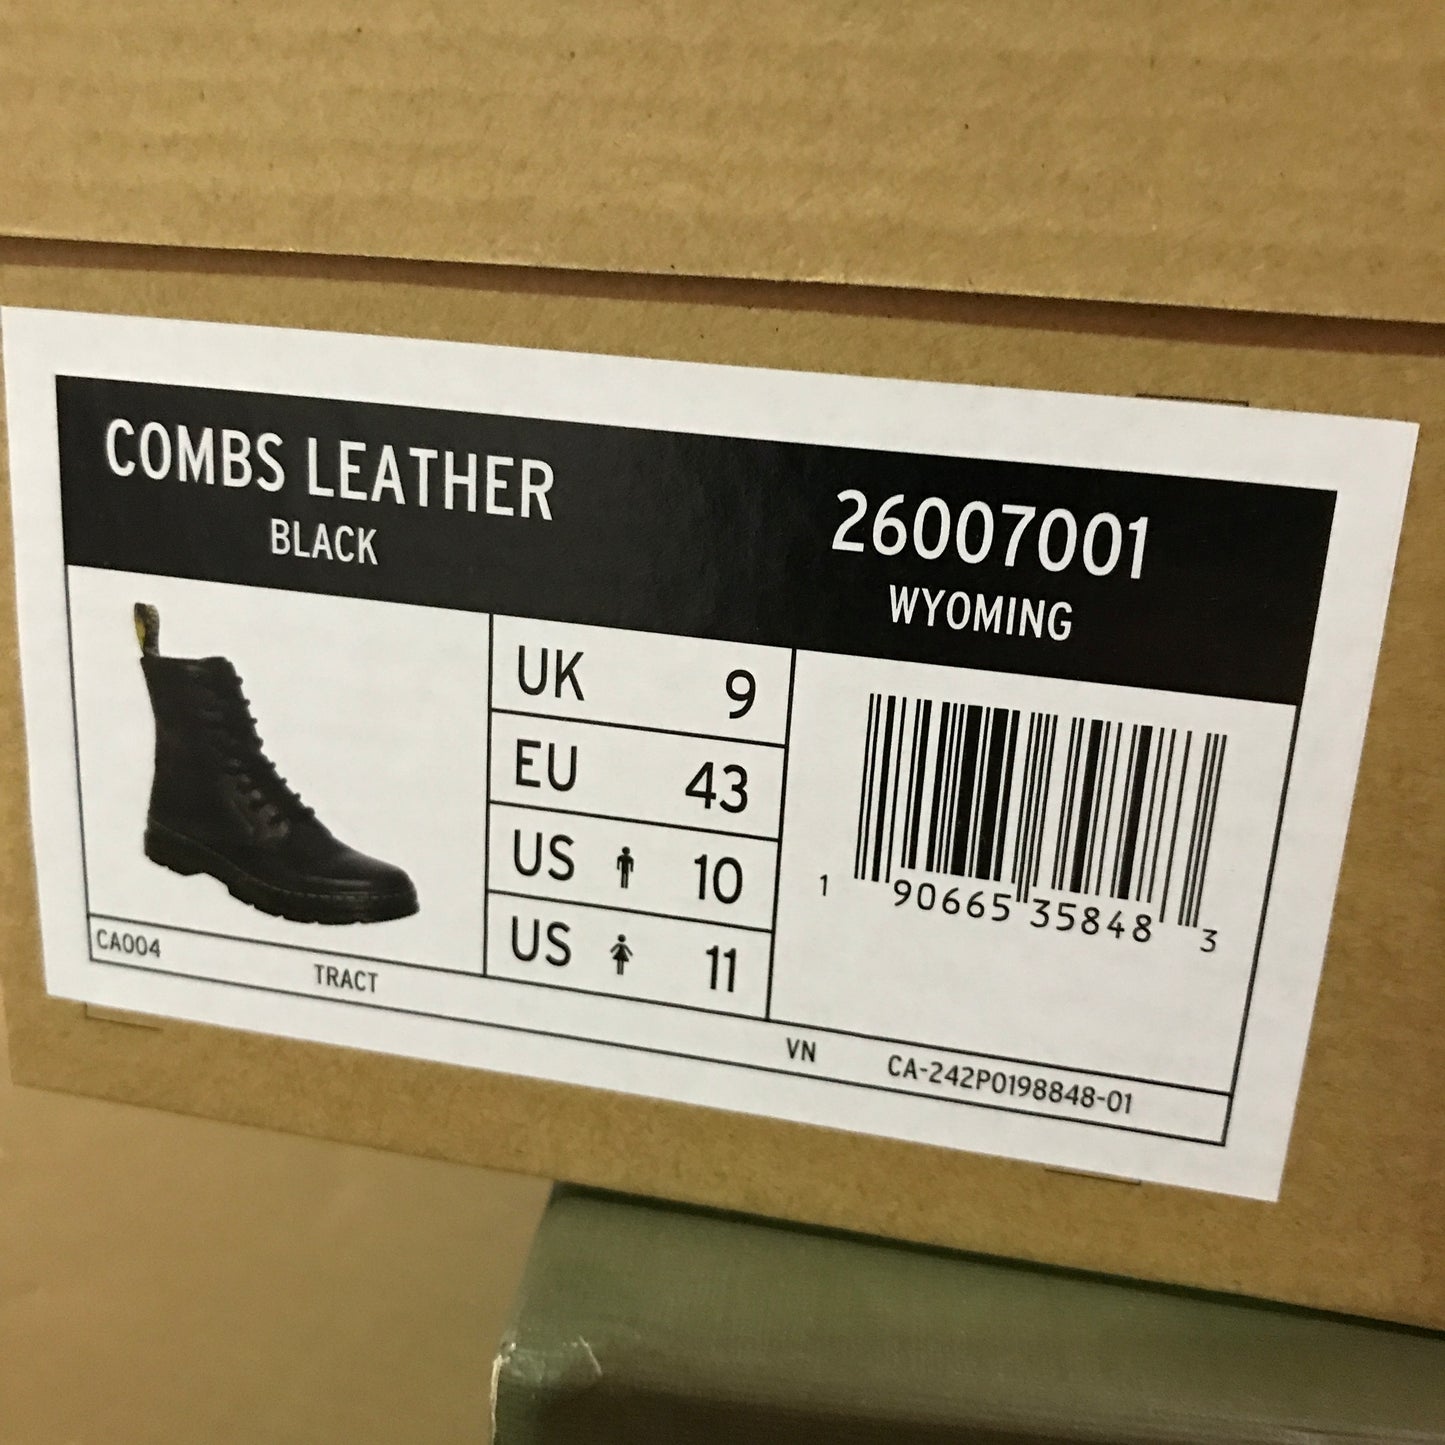 COMBS LEATHER
BLACK
26007001
WYOMING
UK 9
EU 43
US 10
US 11
1 90665 35848 3
CA004
TRACT
VN
CA-242P0198848-01